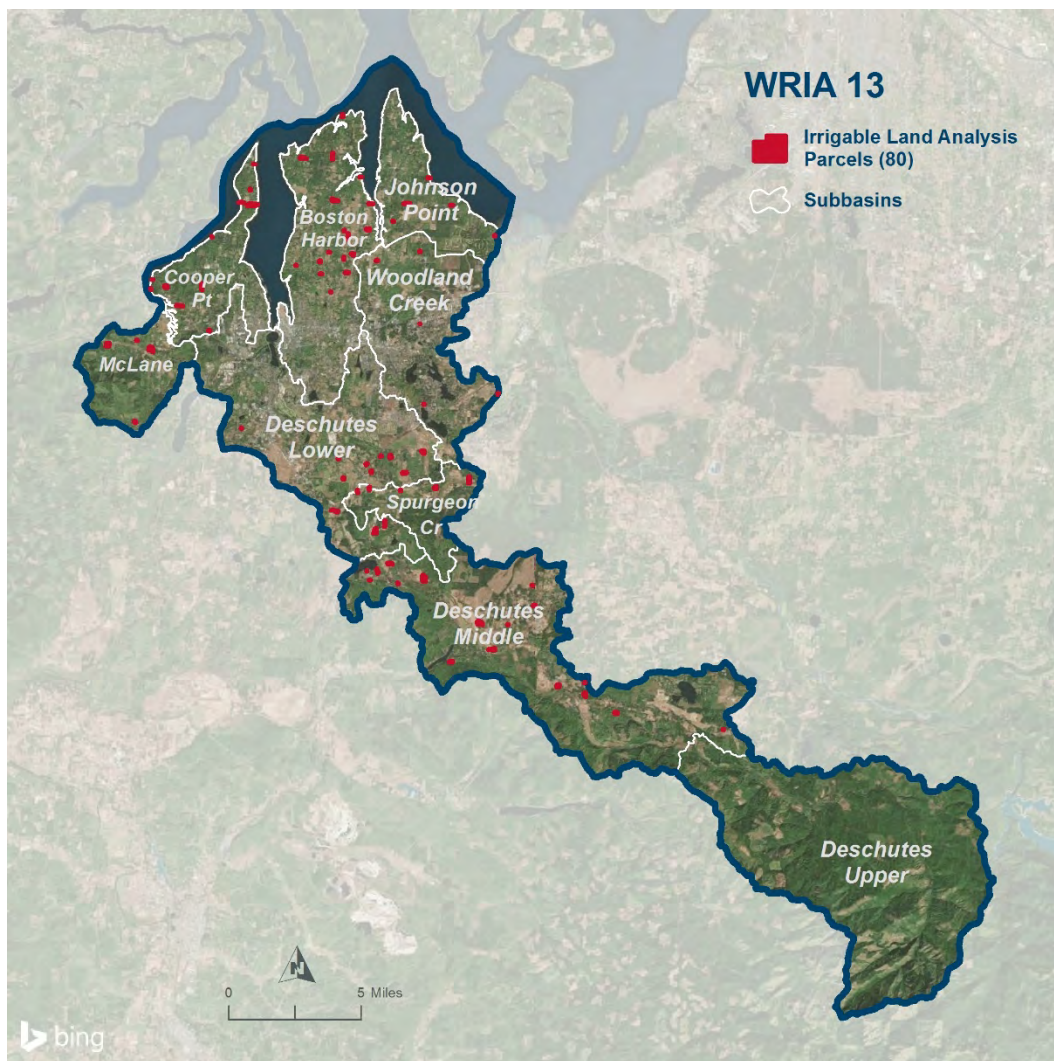 WRIA 13
Irrigable Land Analysis
Parcels (80)
Subbasins
Johnson
Point
Boston
Harbor
Cooper
Pt
Woodland
Creek
McLane
Deschutes
Lower
Spurgeon
Cr
Deschutes
Middle
Deschutes
Upper
N
0 5 Miles
bing